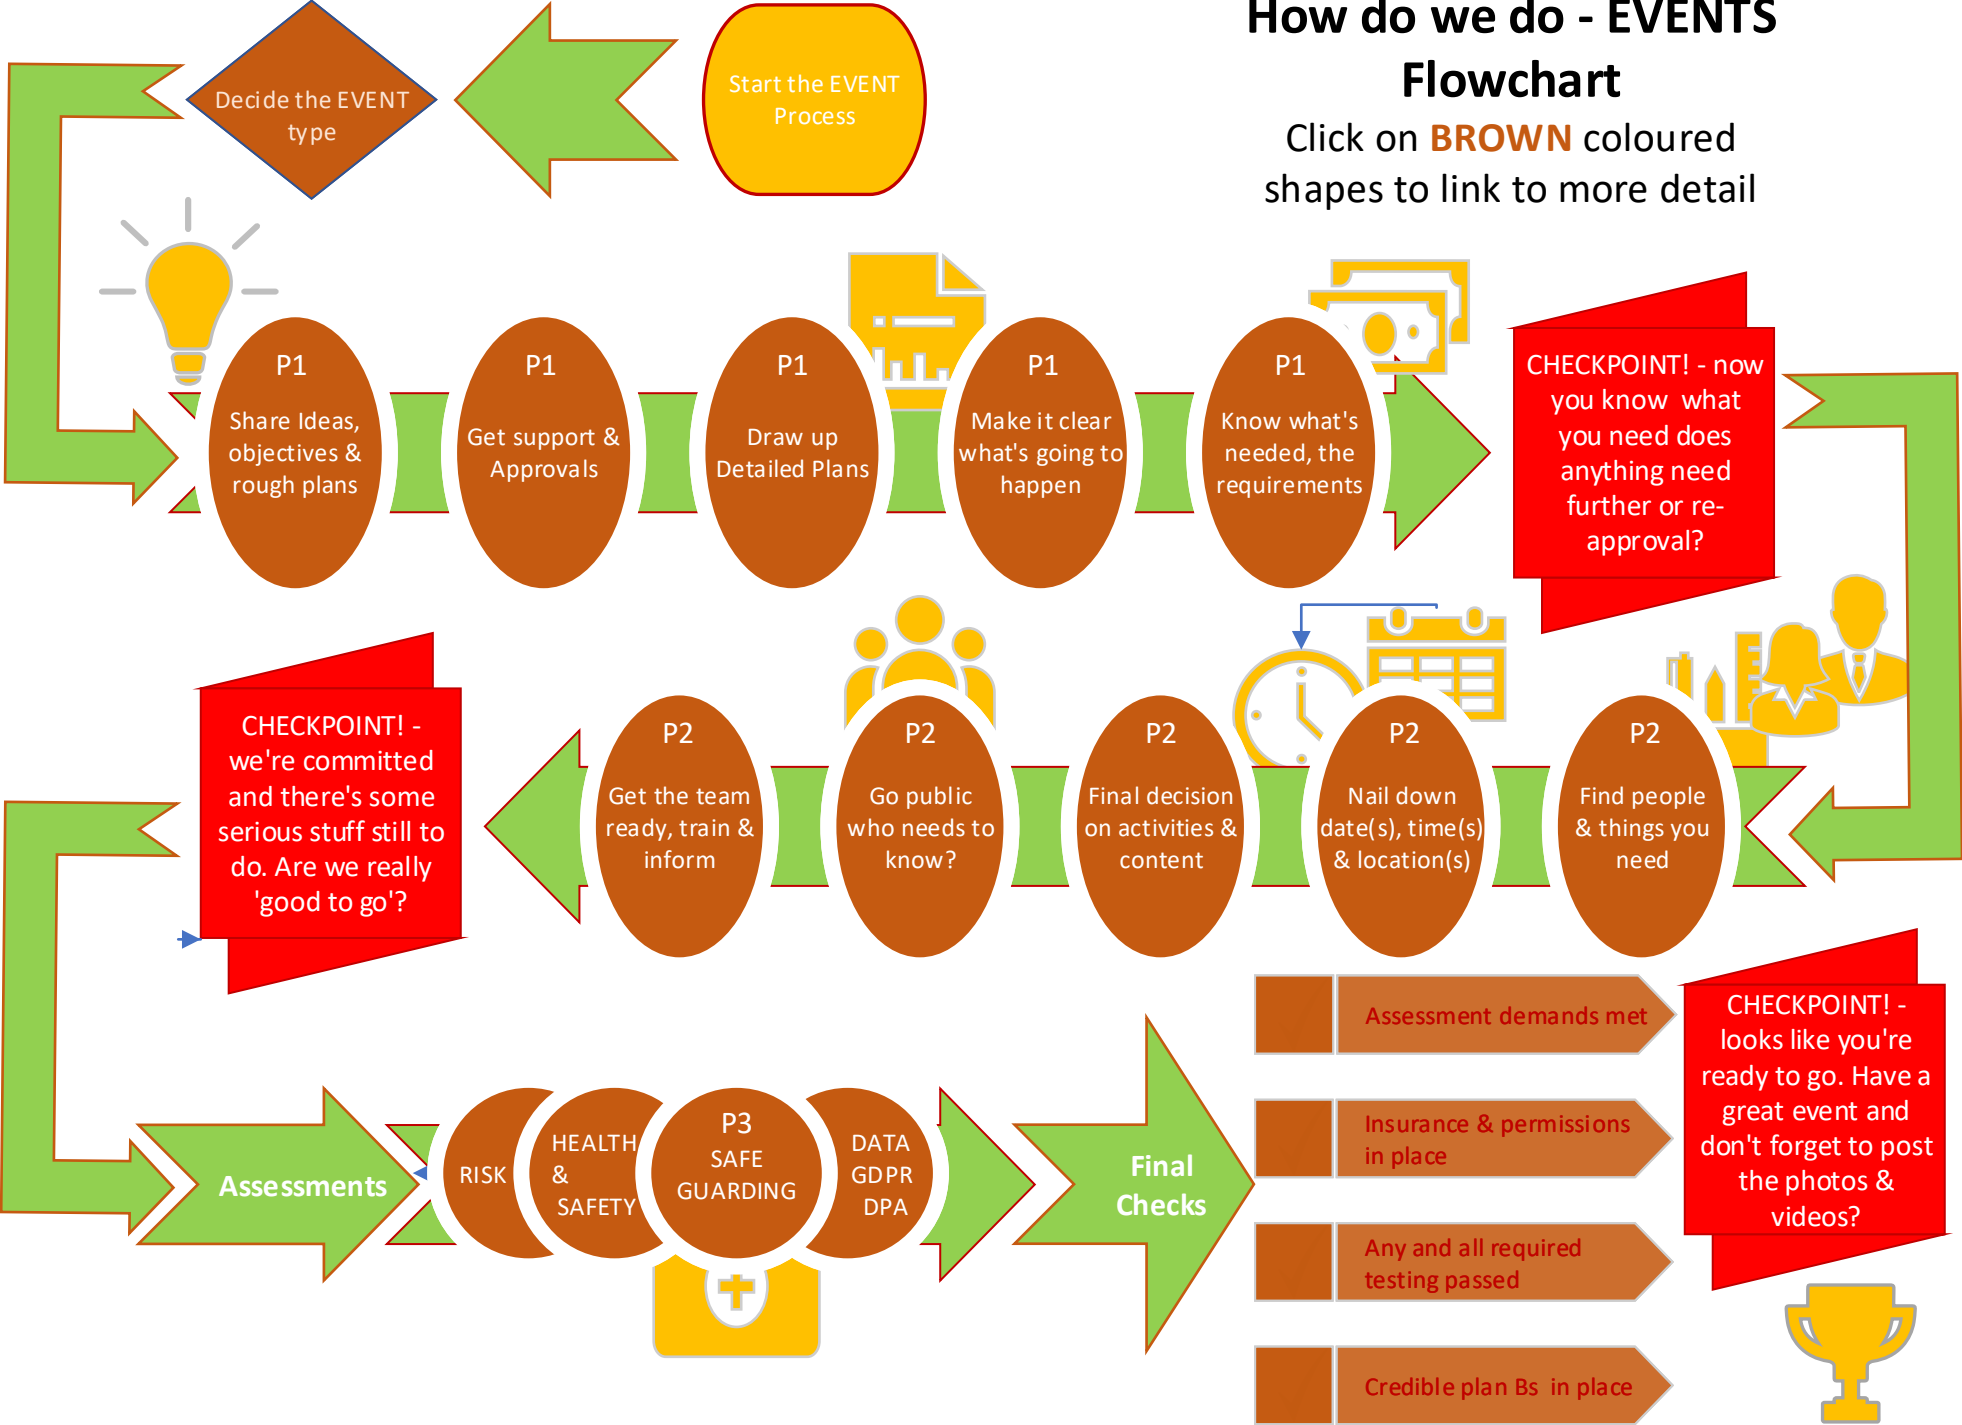 How do we do - EVENTS
Flowchart
Click on BROWN coloured
shapes to link to more detail
Start the EVENT
Process
Decide the EVENT
type
P1
Share Ideas,
objectives &
rough plans
P1
Get support &
Approvals
P1
Draw up
Detailed Plans
P1
Make it clear
what's going to
happen
P1
Know what's
needed, the
requirements
CHECKPOINT! - now
you know what
you need does
anything need
further or re-
approval?
P2
Find people
& things you
need
P2
Nail down
date(s), time(s)
& location(s)
P2
Final decision
on activities &
content
P2
Go public
who needs to
know?
P2
Get the team
ready, train &
inform
CHECKPOINT! -
we're committed
and there's some
serious stuff still to
do. Are we really
'good to go'?
Assessments
RISK
HEALTH
&
SAFETY
P3
SAFE
GUARDING
DATA
GDPR
DPA
Final
Checks
Assessment demands met
Insurance & permissions
in place
Any and all required
testing passed
Credible plan Bs in place
CHECKPOINT! -
looks like you're
ready to go. Have a
great event and
don't forget to post
the photos &
videos?